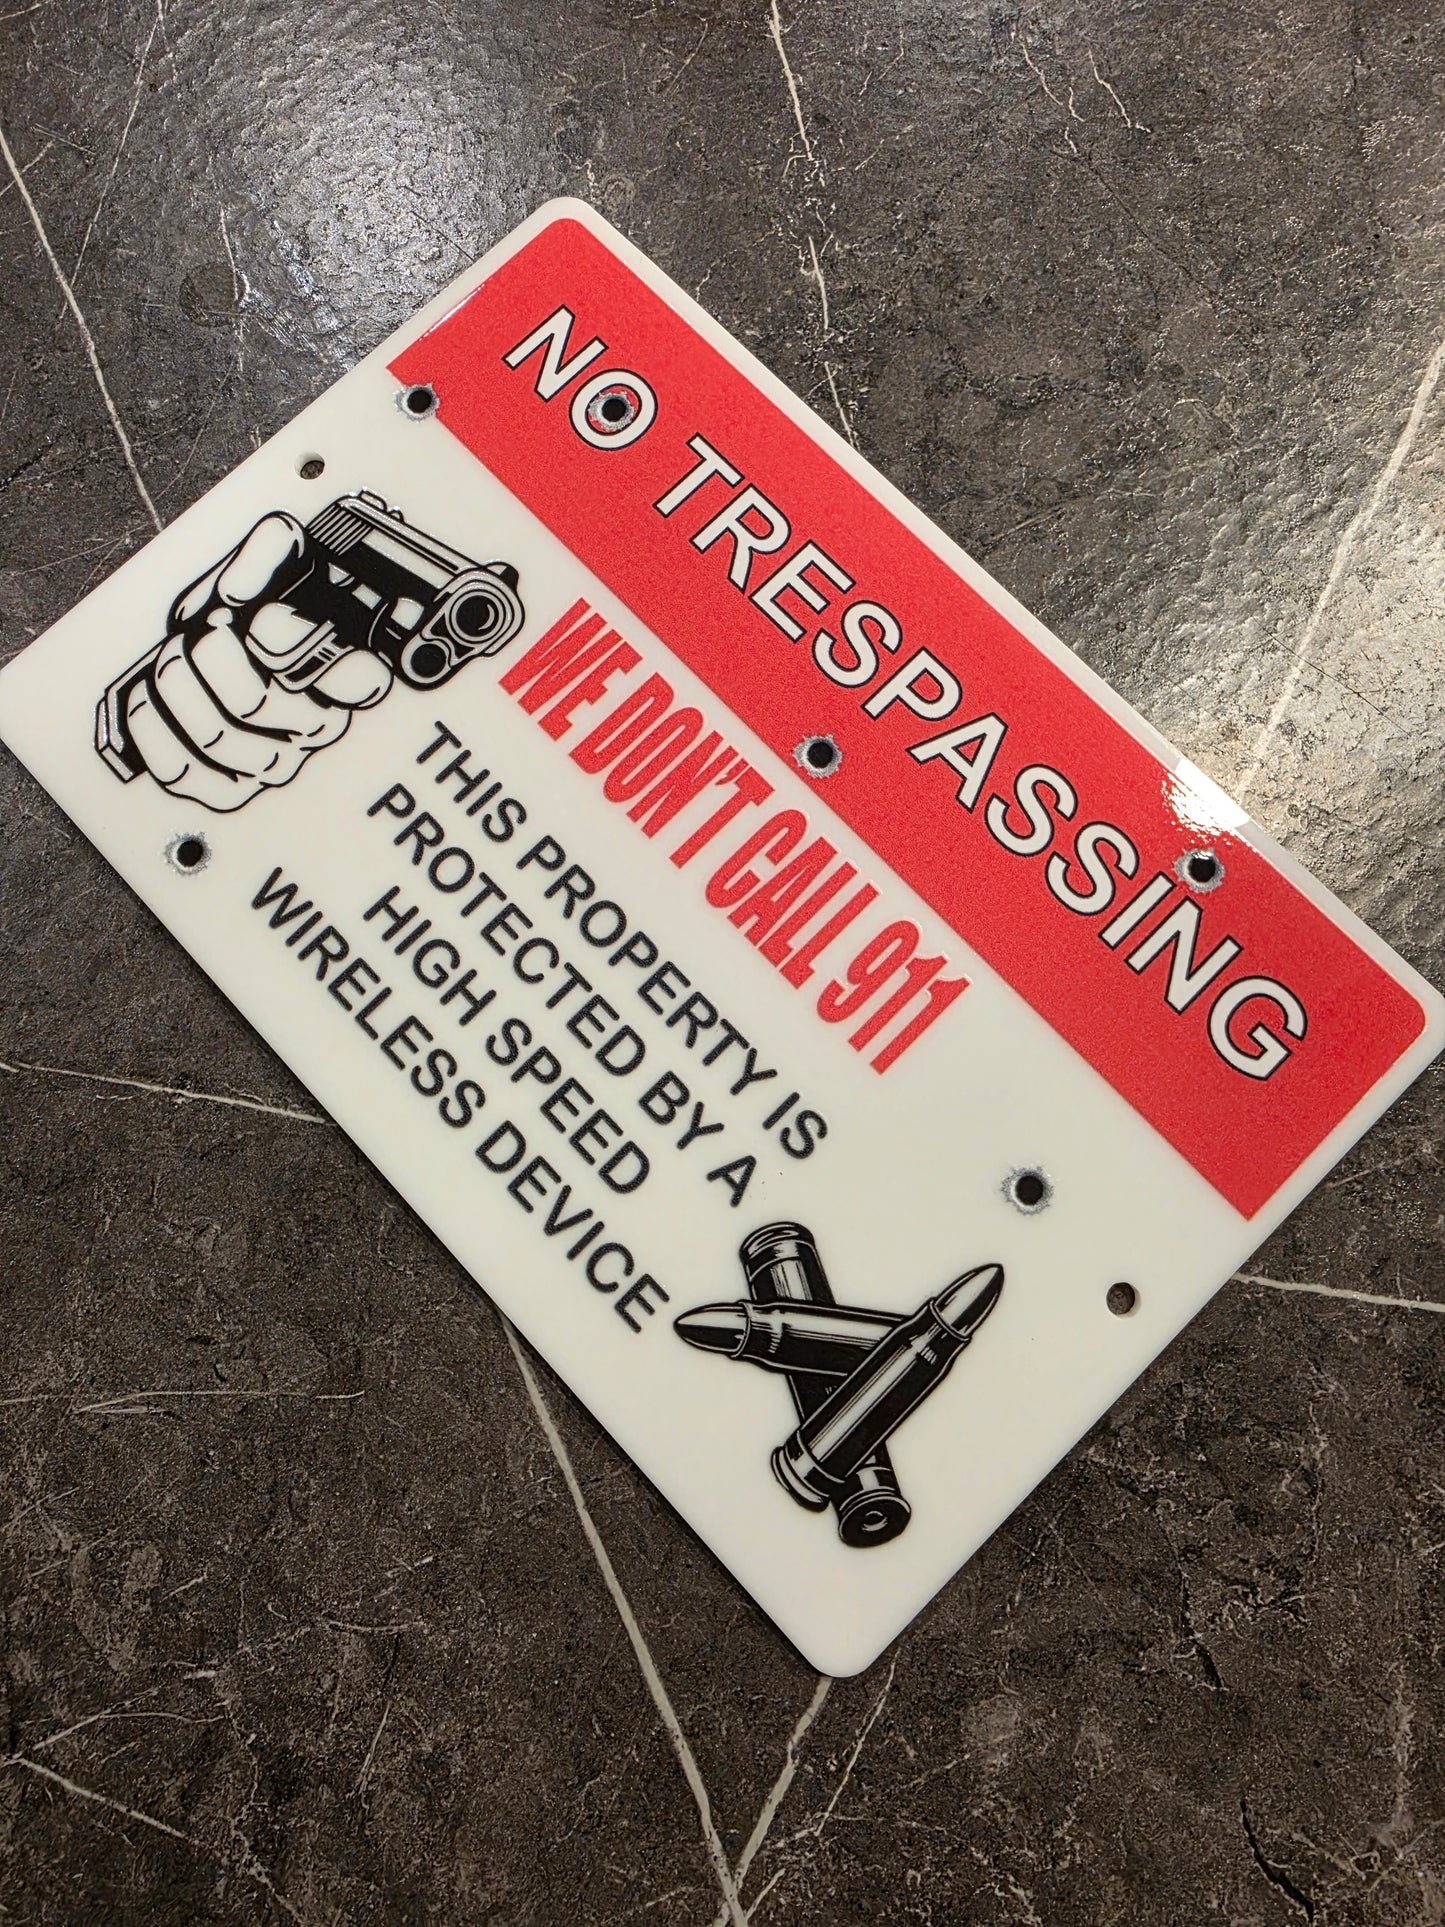 NO TRESPASSING
WE DON'T CALL 911
THIS PROPERTY IS
PROTECTED BY A
HIGH SPEED
WIRELESS DEVICE